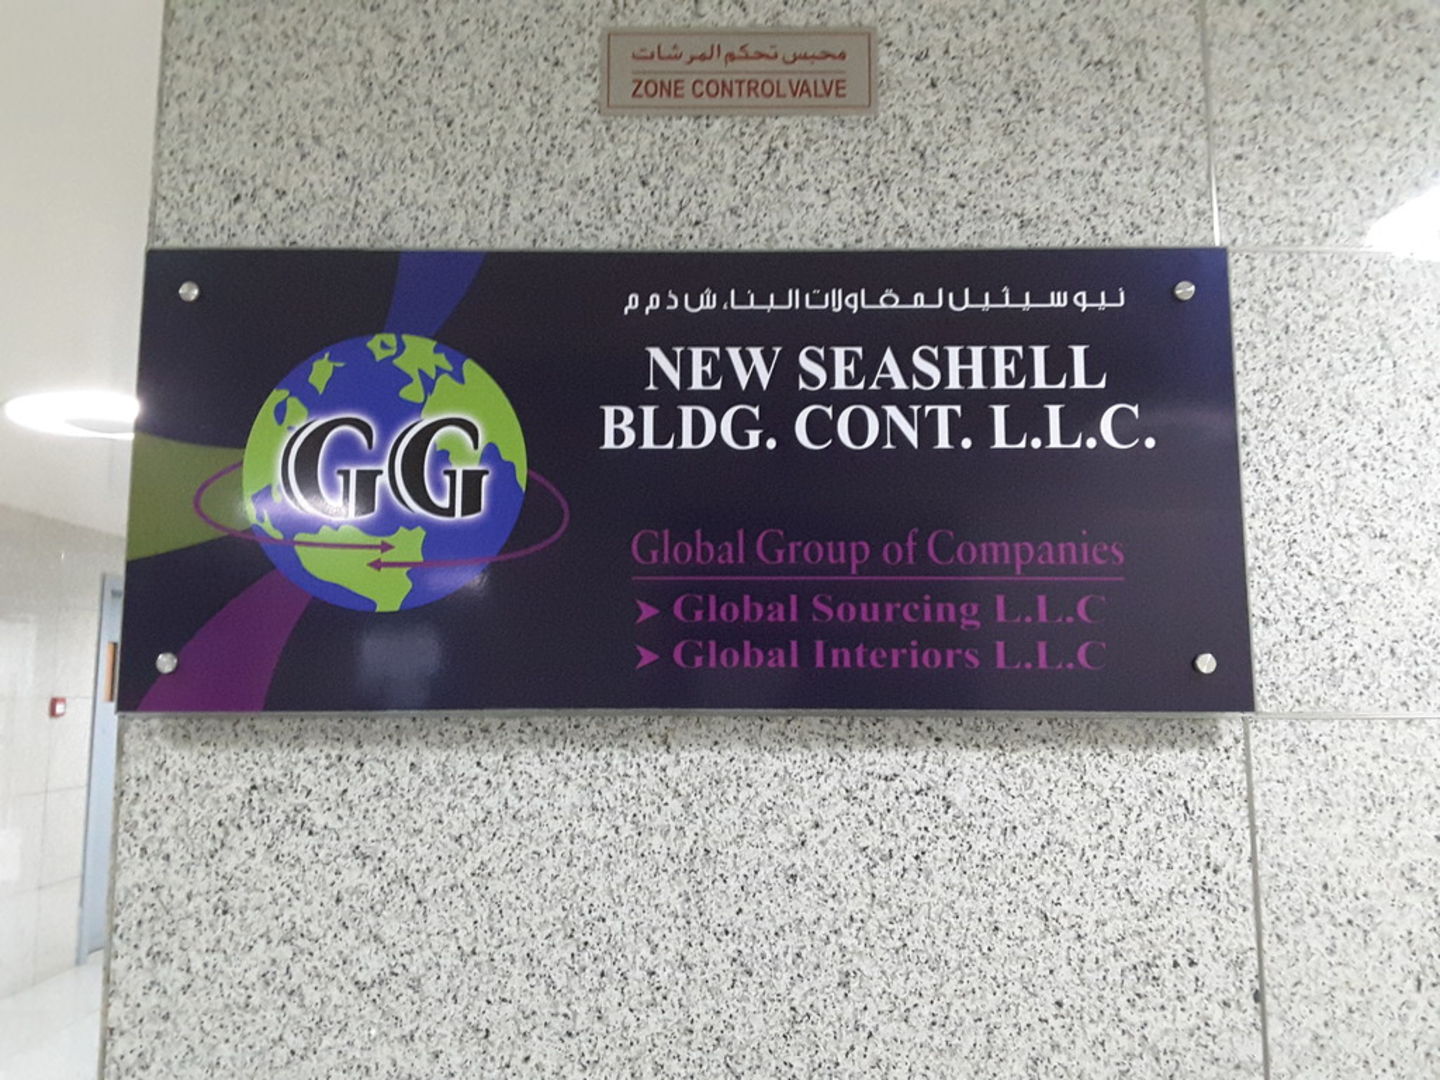 محبس تحكم المرشات
ZONE CONTROL VALVE
نيو سيشيل لمقاولات البناء ش ذ م م
NEW SEASHELL
BLDG. CONT. L.L.C.
GG
Global Group of Companies
➤ Global Sourcing L.L.C
➤ Global Interiors L.L.C